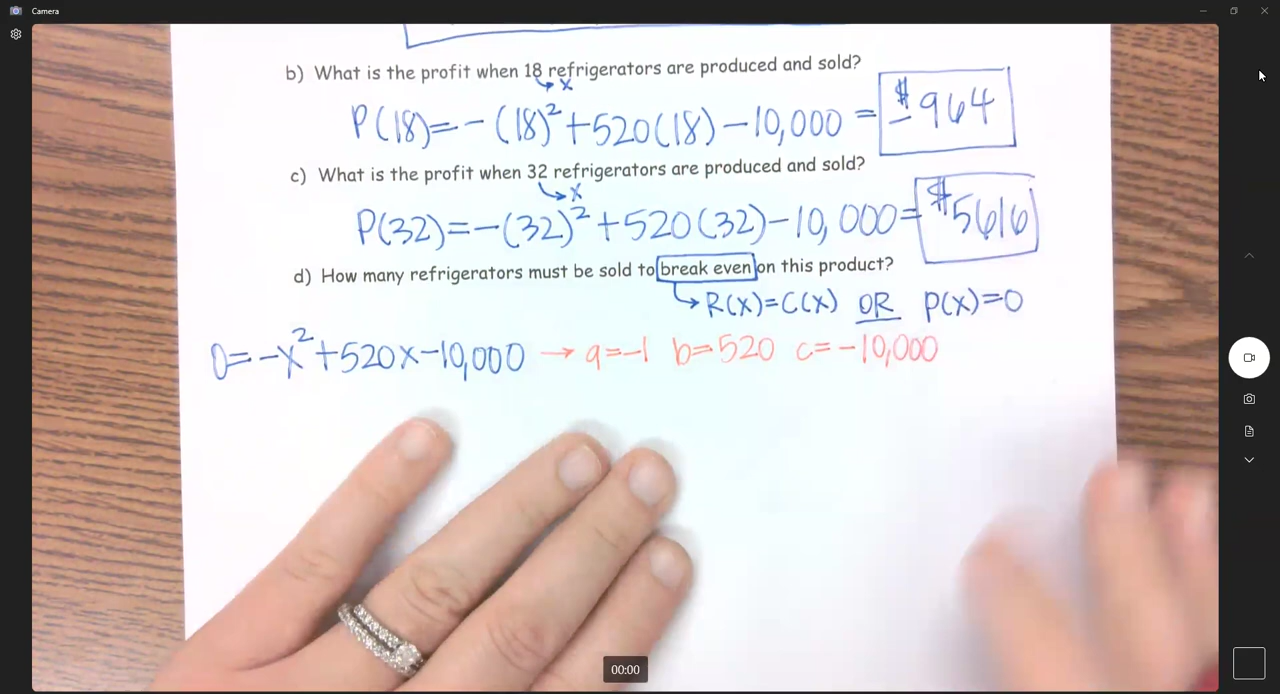 Camera
b) What is the profit when 18 refrigerators are produced and sold?
↳ x
P(18)=-(18)²+520(18)-10,000 = $-964
c) What is the profit when 32 refrigerators are produced and sold?
↳ x
P(32)=-(32)²+520(32)-10,000= $5616
d) How many refrigerators must be sold to break even on this product?
↳ R(x)=C(x) OR P(x)=0
0=-x²+520x-10,000 → a=-1 b=520 c=-10,000
00:00